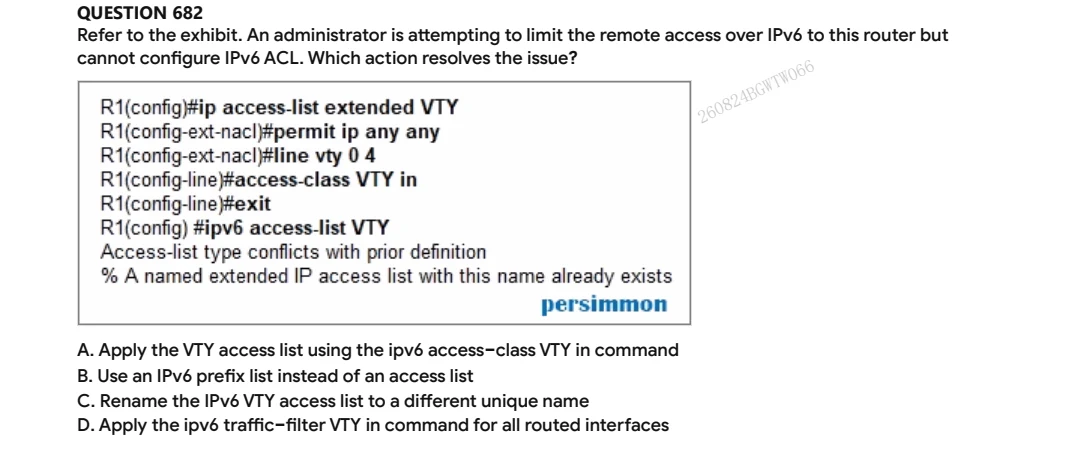 QUESTION 682
Refer to the exhibit. An administrator is attempting to limit the remote access over IPv6 to this router but
cannot configure IPv6 ACL. Which action resolves the issue?
260824BGWTW066
R1(config)#ip access-list extended VTY
R1(config-ext-nacl)#permit ip any any
R1(config-ext-nacl)#line vty 0 4
R1(config-line)#access-class VTY in
R1(config-line)#exit
R1(config) #ipv6 access-list VTY
Access-list type conflicts with prior definition
% A named extended IP access list with this name already exists
persimmon
A. Apply the VTY access list using the ipv6 access-class VTY in command
B. Use an IPv6 prefix list instead of an access list
C. Rename the IPv6 VTY access list to a different unique name
D. Apply the ipv6 traffic-filter VTY in command for all routed interfaces